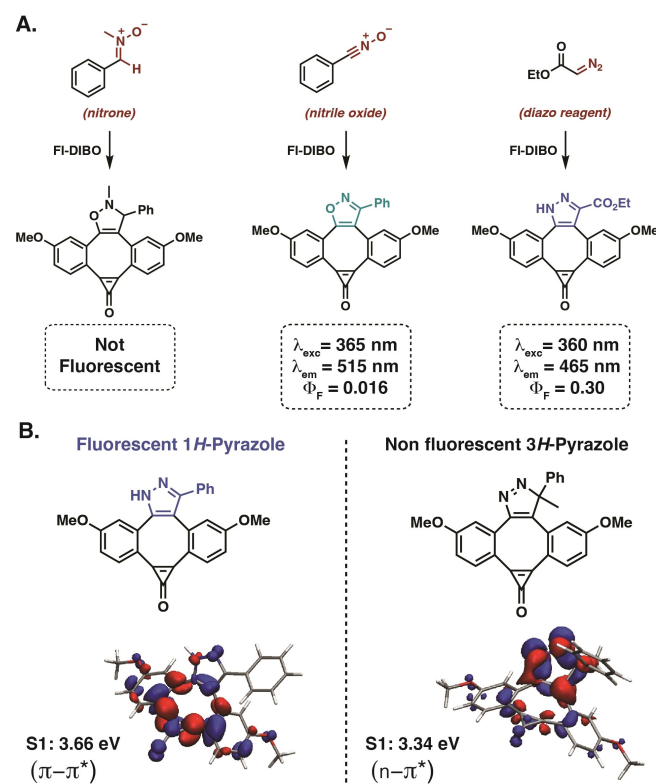 A.
N
O
−
+
H
(nitrone)
FI-DIBO
N
O
Ph
MeO
OMe
O
Not
Fluorescent
N
O
−
+
(nitrile oxide)
FI-DIBO
O
N
Ph
MeO
OMe
O
λexc= 365 nm
λem = 515 nm
ΦF = 0.016
O
EtO
N2
(diazo reagent)
FI-DIBO
HN
N
CO2Et
MeO
OMe
O
λexc= 360 nm
λem = 465 nm
ΦF = 0.30
B.
Fluorescent 1H-Pyrazole
HN
N
Ph
MeO
OMe
O
S1: 3.66 eV
(π–π*)
Non fluorescent 3H-Pyrazole
N
N
Ph
MeO
OMe
O
S1: 3.34 eV
(n–π*)